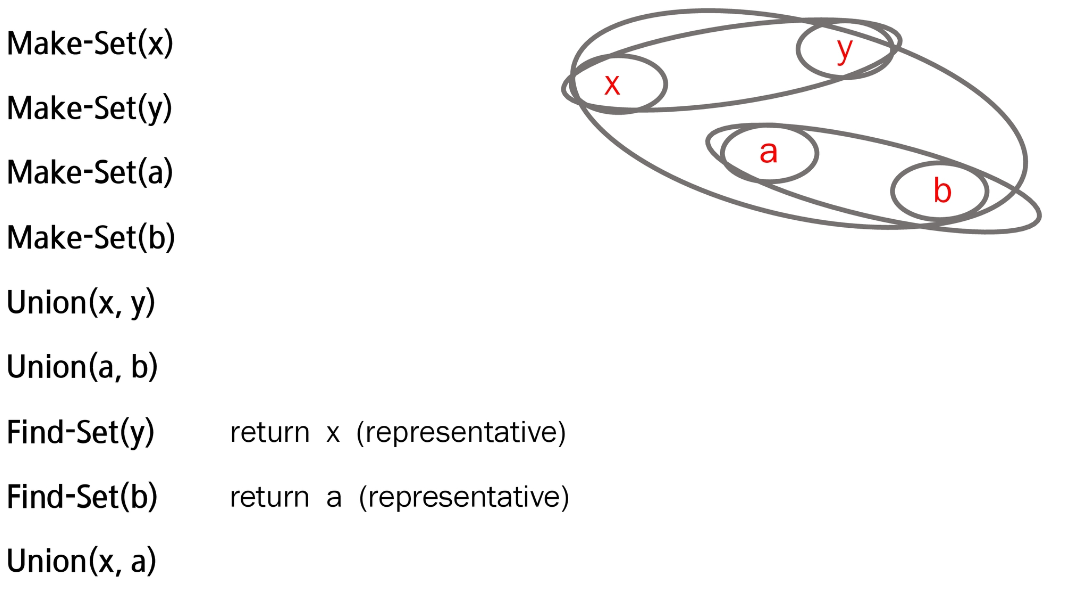 Make-Set(x)
Make-Set(y)
Make-Set(a)
Make-Set(b)
Union(x, y)
Union(a, b)
Find-Set(y) return x (representative)
Find-Set(b) return a (representative)
Union(x, a)
x
y
a
b